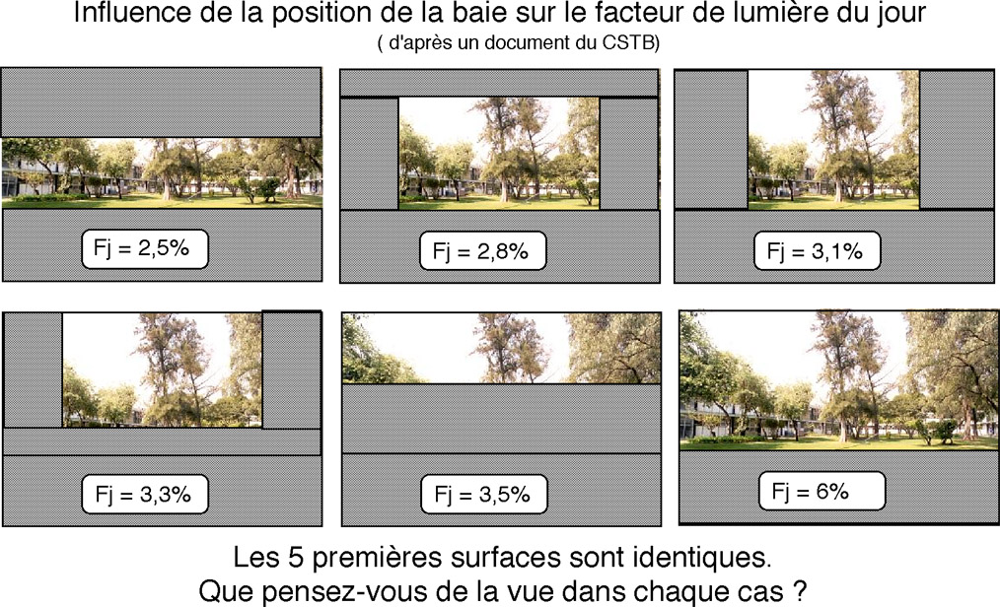 Influence de la position de la baie sur le facteur de lumière du jour
( d'après un document du CSTB)
Fj = 2,5%
Fj = 2,8%
Fj = 3,1%
Fj = 3,3%
Fj = 3,5%
Fj = 6%
Les 5 premières surfaces sont identiques.
Que pensez-vous de la vue dans chaque cas ?